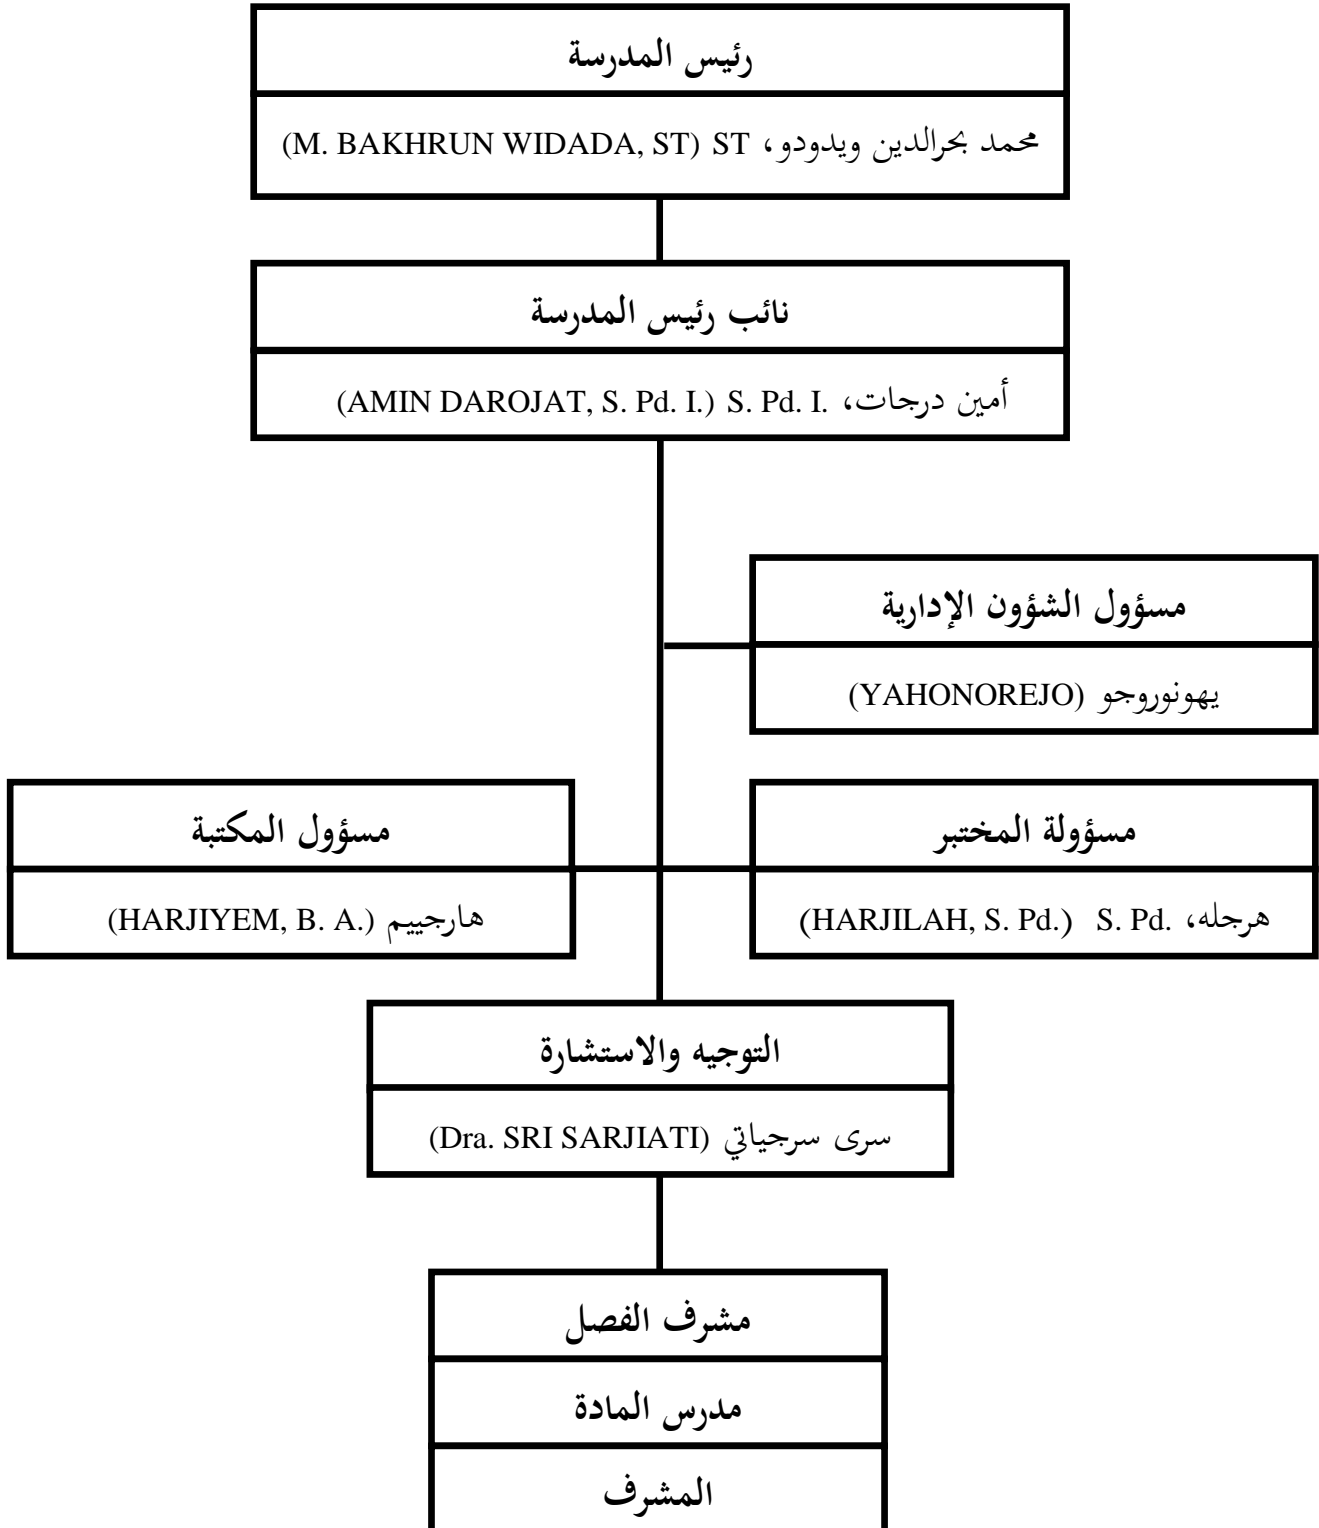 رئيس المدرسة
محمد بحرالدين ويدودو، ST (M. BAKHRUN WIDADA, ST)
نائب رئيس المدرسة
أمين درجات، S. Pd. I. (AMIN DAROJAT, S. Pd. I.)
مسؤول الشؤون الإدارية
يهونوروجو (YAHONOREJO)
مسؤولة المختبر
هرجله، S. Pd. (HARJILAH, S. Pd.)
مسؤول المكتبة
هارجييم (HARJIYEM, B. A.)
التوجيه والاستشارة
سرى سرجياتي (Dra. SRI SARJIATI)
مشرف الفصل
مدرس المادة
المشرف